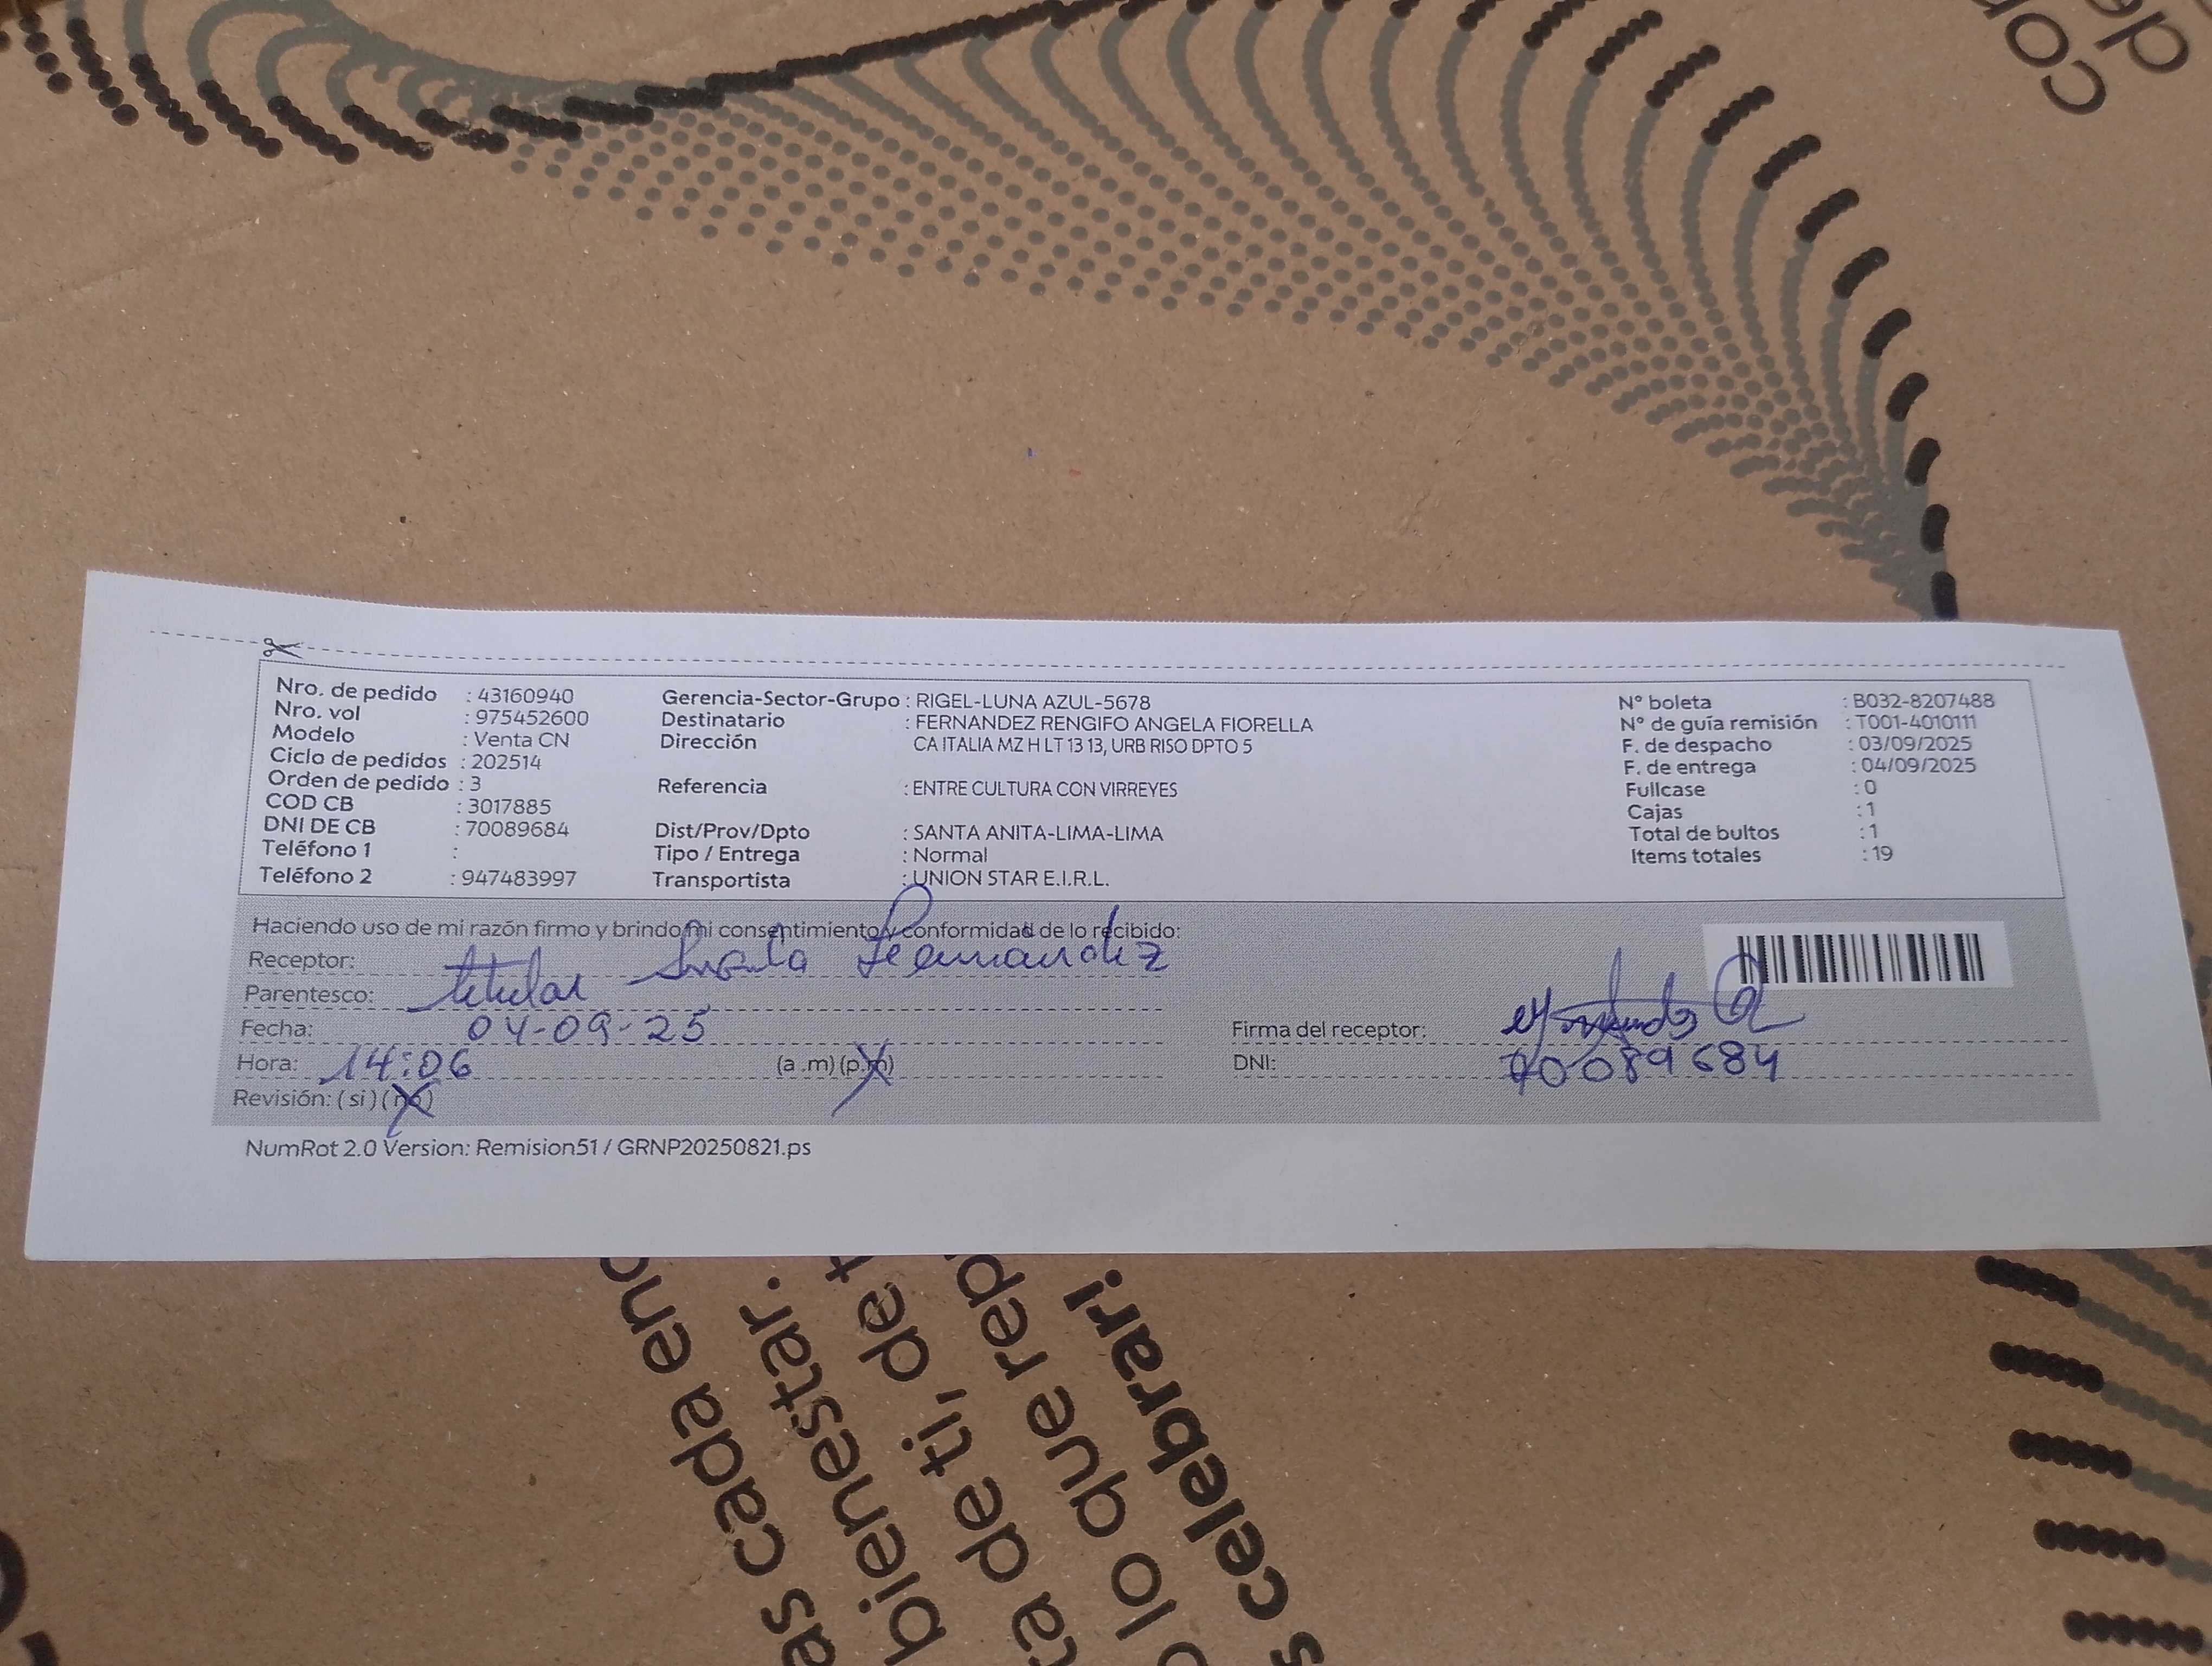 con
de
Nro. de pedido : 43160940 Gerencia-Sector-Grupo : RIGEL-LUNA AZUL-5678 N° boleta : B032-8207488
Nro. vol : 975452600 Destinatario : FERNANDEZ RENGIFO ANGELA FIORELLA N° de guía remisión : T001-4010111
Modelo : Venta CN Dirección CA ITALIA MZ H LT 13 13, URB RISO DPTO 5 F. de despacho : 03/09/2025
Ciclo de pedidos : 202514 F. de entrega : 04/09/2025
Orden de pedido : 3 Referencia : ENTRE CULTURA CON VIRREYES Fullcase : 0
COD CB : 3017885 Cajas : 1
DNI DE CB : 70089684 Dist/Prov/Dpto : SANTA ANITA-LIMA-LIMA Total de bultos : 1
Teléfono 1 : Tipo / Entrega : Normal Items totales : 19
Teléfono 2 : 947483997 Transportista : UNION STAR E.I.R.L.
Haciendo uso de mi razón firmo y brindo mi consentimiento y conformidad de lo recibido:
Receptor: Fernandez
Parentesco: titular
Fecha: 04-09-25 Firma del receptor:
Hora: 14:06 (a .m) (p.m) DNI: 70089684
Revisión: ( si ) ( no )
NumRot 2.0 Version: Remision51 / GRNP20250821.ps
as cada enc
bienestar.
ta de ti, de t
o lo que rep
s celebrar!